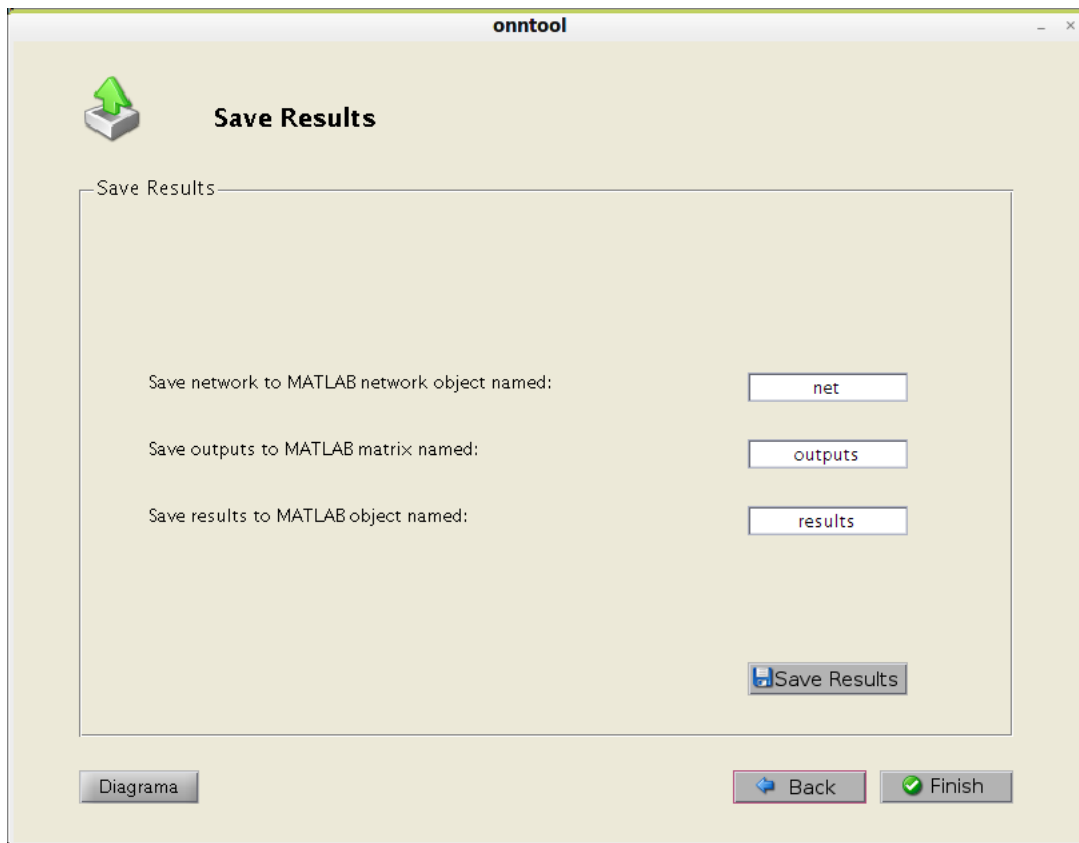 onntool
Save Results
Save Results
Save network to MATLAB network object named:
net
Save outputs to MATLAB matrix named:
outputs
Save results to MATLAB object named:
results
Save Results
Diagrama
Back
Finish